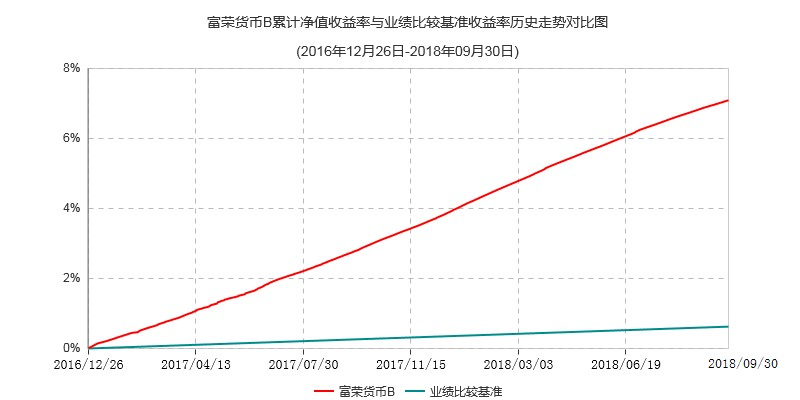 富荣货币B累计净值收益率与业绩比较基准收益率历史走势对比图
(2016年12月26日-2018年09月30日)
8%
6%
4%
2%
0%
2016/12/26 2017/04/13 2017/07/30 2017/11/15 2018/03/03 2018/06/19 2018/09/30
富荣货币B 业绩比较基准